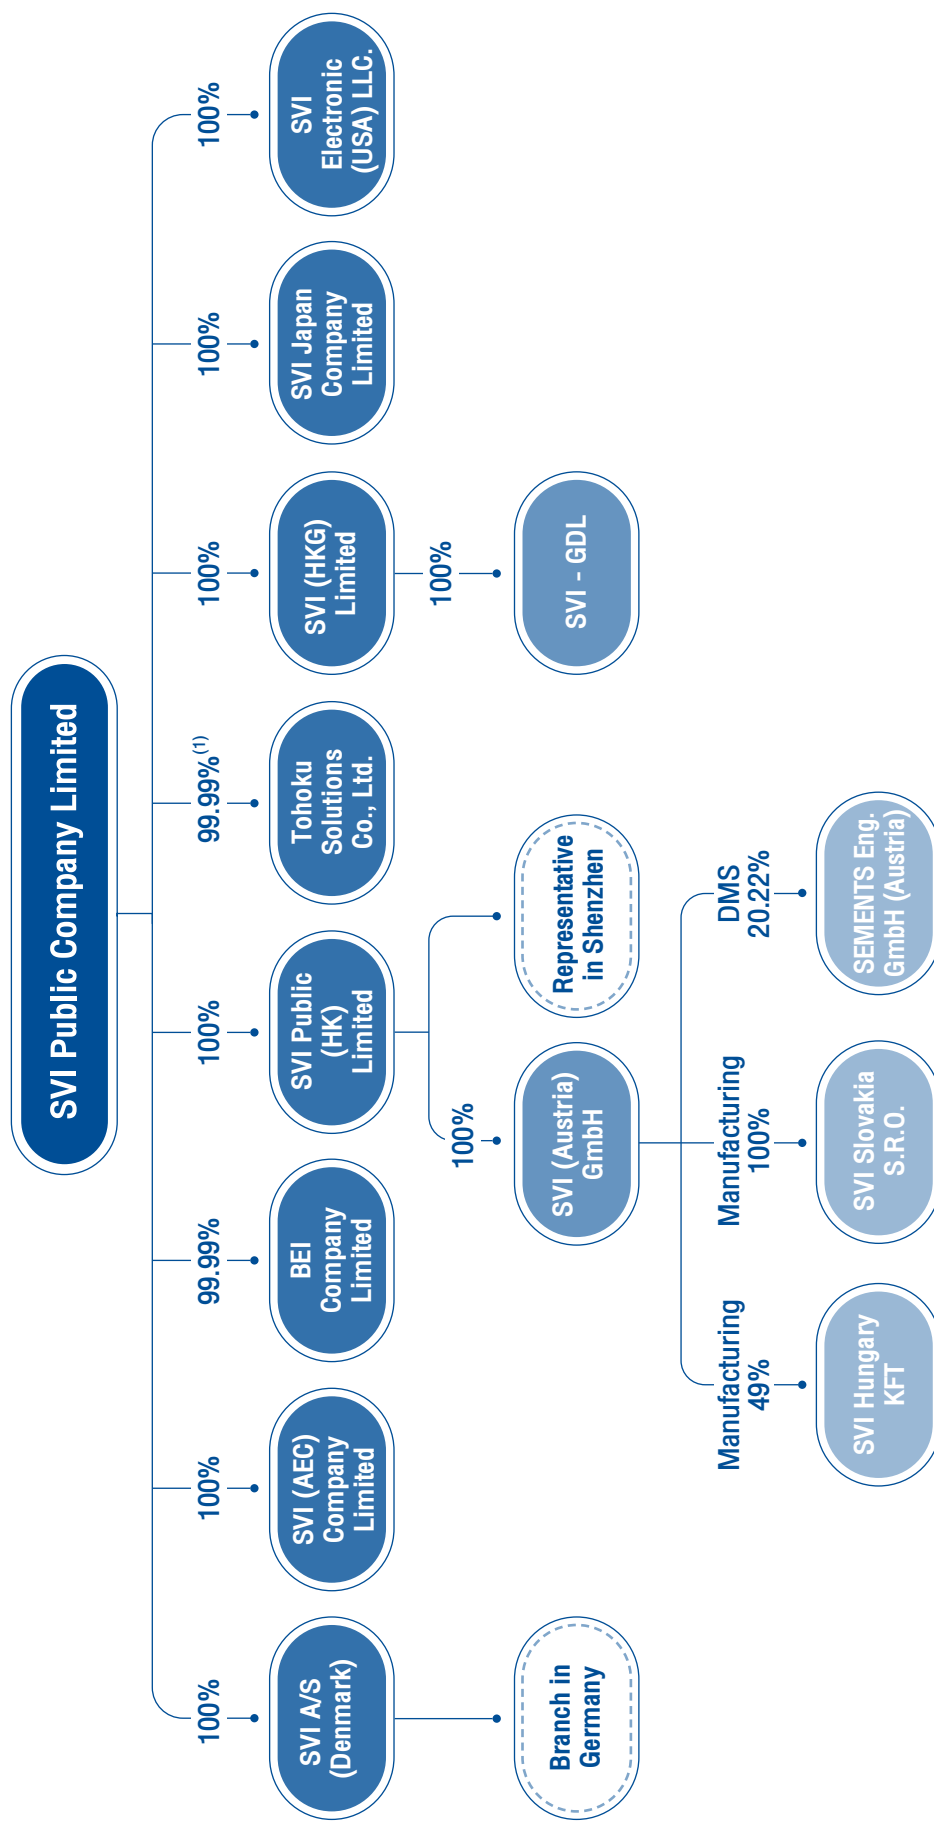 SVI Public Company Limited
100%
100%
99.99%
100%
99.99%(1)
100%
100%
100%
SVI A/S
(Denmark)
SVI (AEC)
Company
Limited
BEI
Company
Limited
SVI Public
(HK)
Limited
Tohoku
Solutions
Co., Ltd.
SVI (HKG)
Limited
SVI Japan
Company
Limited
SVI
Electronic
(USA) LLC.
100%
100%
Branch in
Germany
SVI (Austria)
GmbH
Representative
in Shenzhen
SVI - GDL
Manufacturing
49%
Manufacturing
100%
DMS
20.22%
SVI Hungary
KFT
SVI Slovakia
S.R.O.
SEMENTS Eng.
GmbH (Austria)